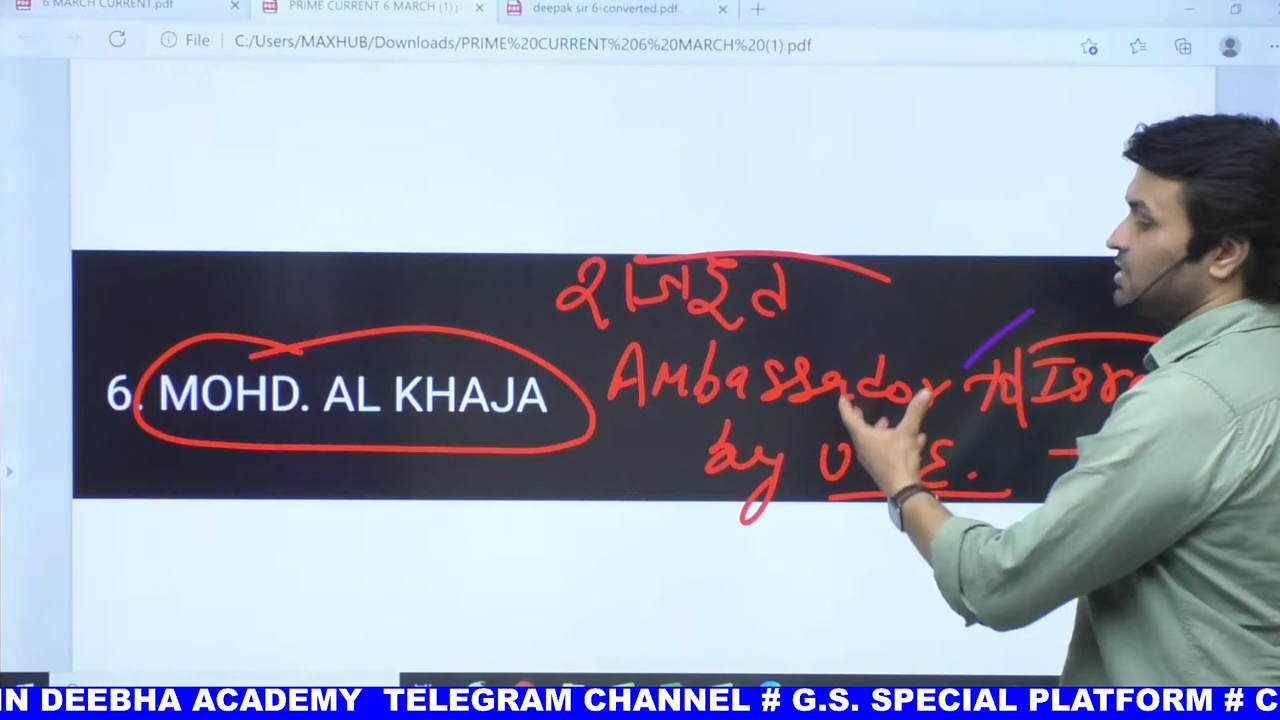 6 MARCH CURRENT.pdf
PRIME CURRENT 6 MARCH (1)
deepak sir 6-converted.pdf
File
C:/Users/MAXHUB/Downloads/PRIME%20CURRENT%206%20MARCH%20(1).pdf
राजदूत
6. MOHD. AL KHAJA
Ambassador
by
IN DEEBHA ACADEMY TELEGRAM CHANNEL # G.S. SPECIAL PLATFORM # C